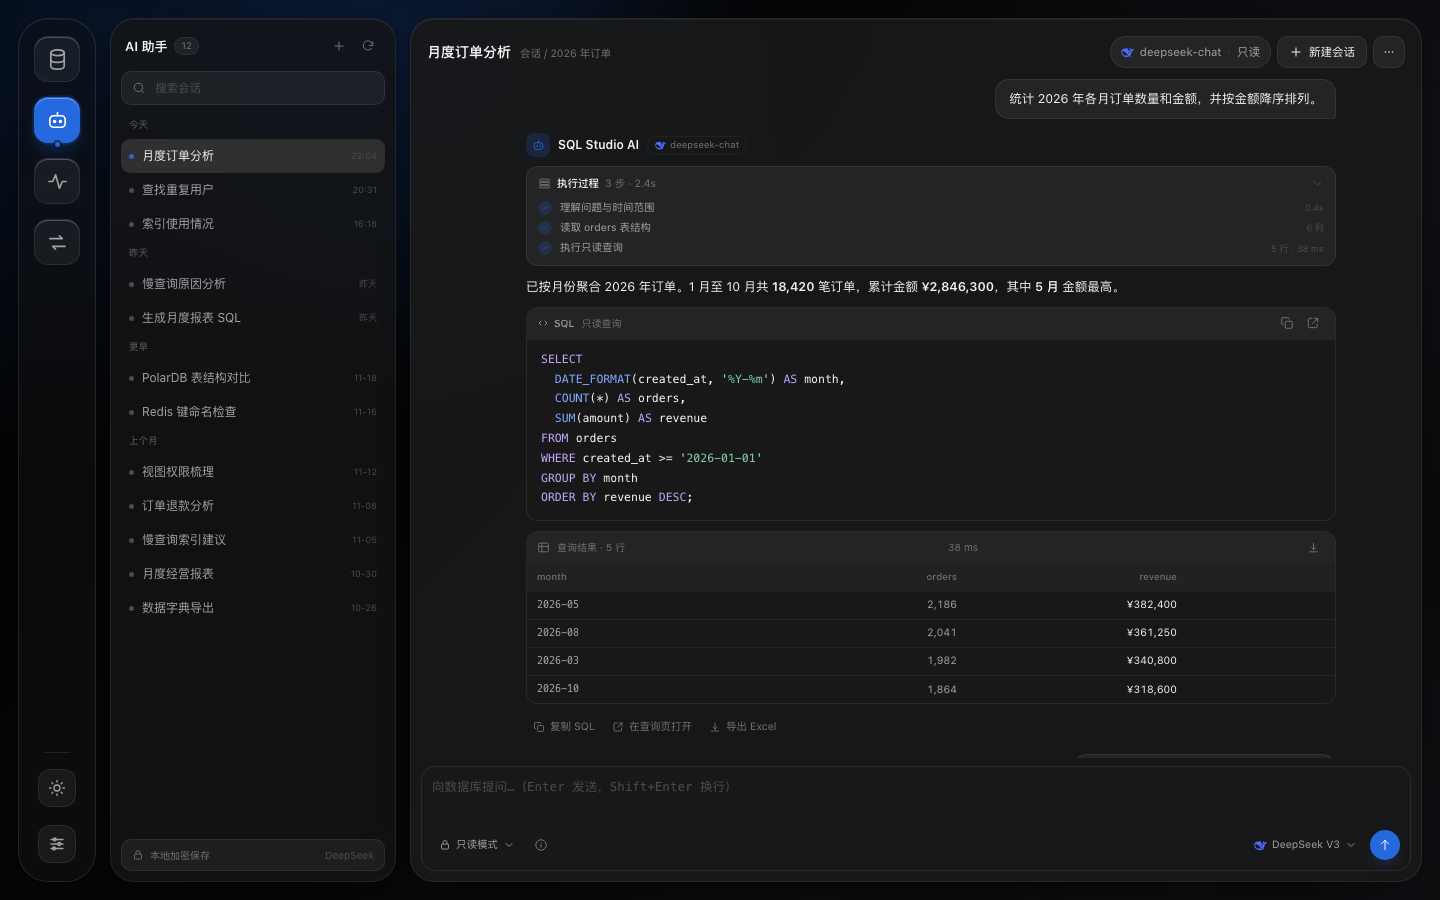 AI 助手 12
搜索会话
今天
月度订单分析 22:04
查找重复用户 20:31
索引使用情况 16:18
昨天
慢查询原因分析 昨天
生成月度报表 SQL 昨天
更早
PolarDB 表结构对比 11-18
Redis 键命名检查 11-16
上个月
视图权限梳理 11-12
订单退款分析 11-08
慢查询索引建议 11-05
月度经营报表 10-30
数据字典导出 10-26
本地加密保存 DeepSeek
月度订单分析 会话 / 2026 年订单
deepseek-chat · 只读
新建会话
统计 2026 年各月订单数量和金额，并按金额降序排列。
SQL Studio AI deepseek-chat
执行过程 3 步 · 2.4s
理解问题与时间范围 0.4s
读取 orders 表结构 6 列
执行只读查询 5 行 · 38 ms
已按月份聚合 2026 年订单。1 月至 10 月共 18,420 笔订单，累计金额 ¥2,846,300，其中 5 月 金额最高。
SQL 只读查询
SELECT
DATE_FORMAT(created_at, '%Y-%m') AS month,
COUNT(*) AS orders,
SUM(amount) AS revenue
FROM orders
WHERE created_at >= '2026-01-01'
GROUP BY month
ORDER BY revenue DESC;
查询结果 · 5 行 38 ms
month orders revenue
2026-05 2,186 ¥382,400
2026-08 2,041 ¥361,250
2026-03 1,982 ¥340,800
2026-10 1,864 ¥318,600
复制 SQL 在查询页打开 导出 Excel
向数据库提问…（Enter 发送，Shift+Enter 换行）
只读模式
DeepSeek V3